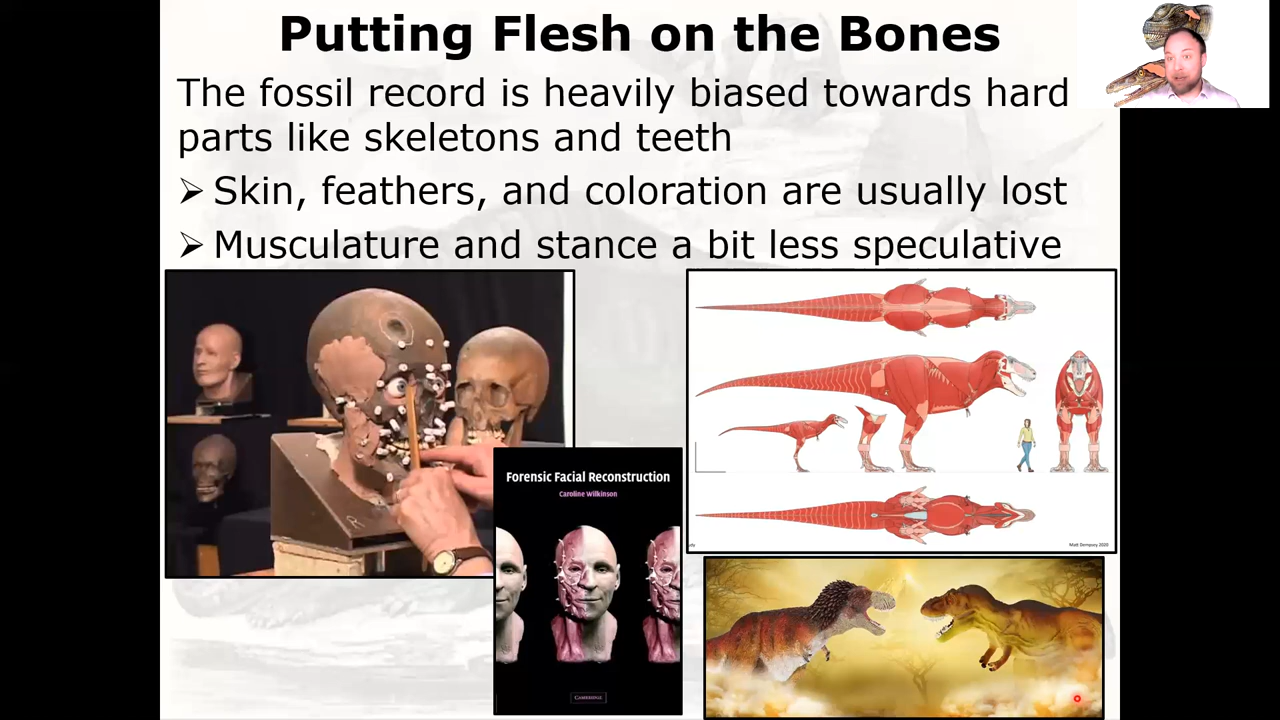 Putting Flesh on the Bones
The fossil record is heavily biased towards hard
parts like skeletons and teeth
➢ Skin, feathers, and coloration are usually lost
➢ Musculature and stance a bit less speculative
Forensic Facial Reconstruction
Caroline Wilkinson
CAMBRIDGE
Matt Dempsey 2020